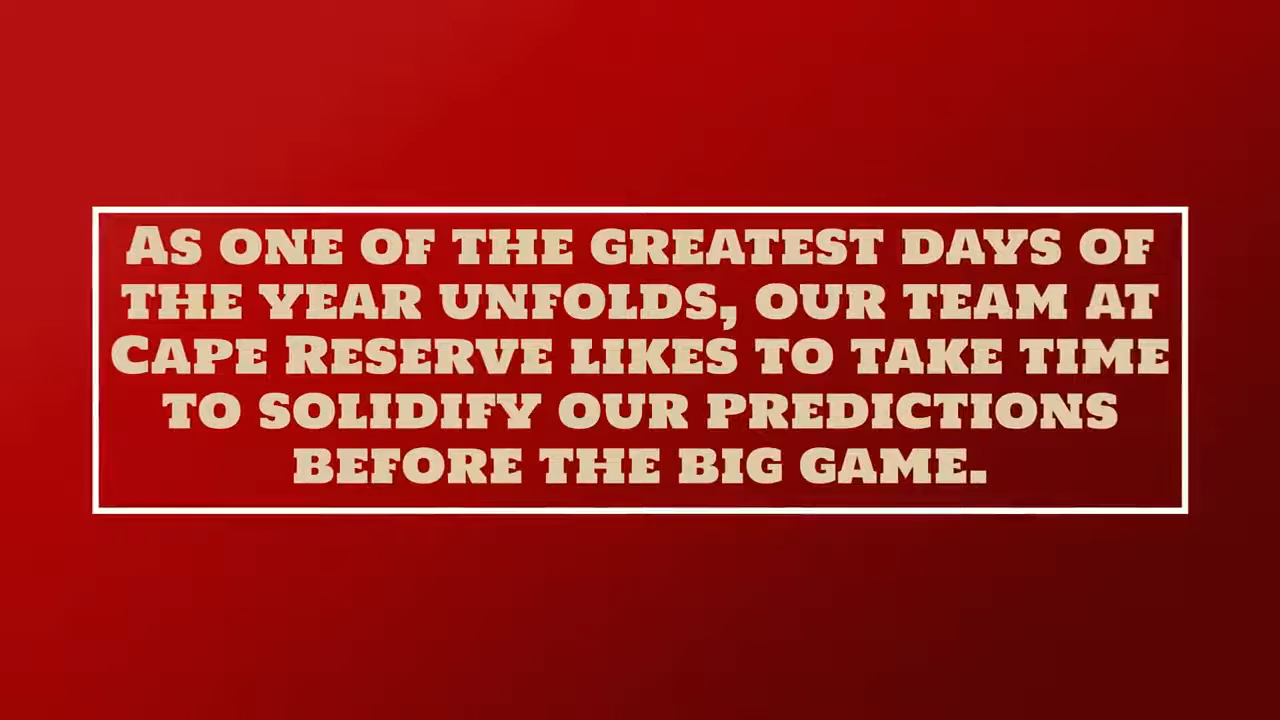 As one of the greatest days of
the year unfolds, our team at
Cape Reserve likes to take time
to solidify our predictions
before the big game.